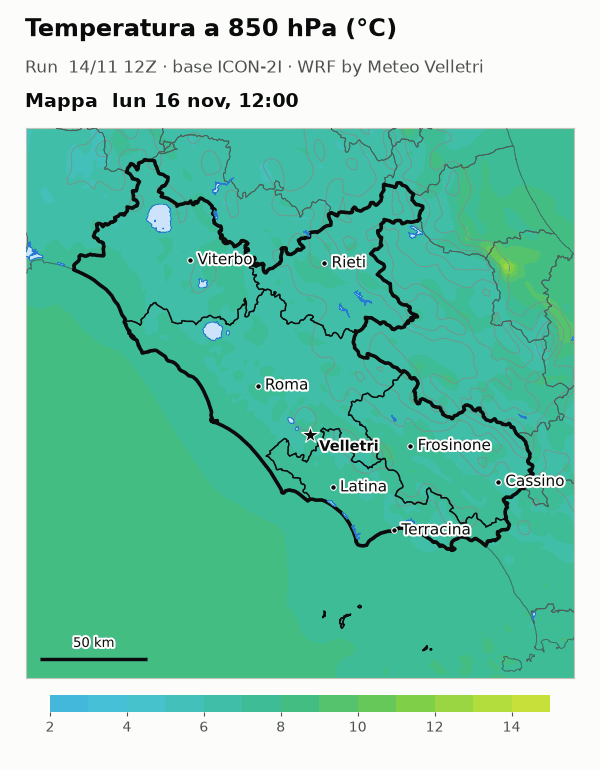 Temperatura a 850 hPa (°C)
Run  14/11 12Z · base ICON-2I · WRF by Meteo Velletri
Mappa  lun 16 nov, 12:00
Viterbo
Rieti
Roma
Velletri
Frosinone
Cassino
Latina
Terracina
50 km
2 4 6 8 10 12 14